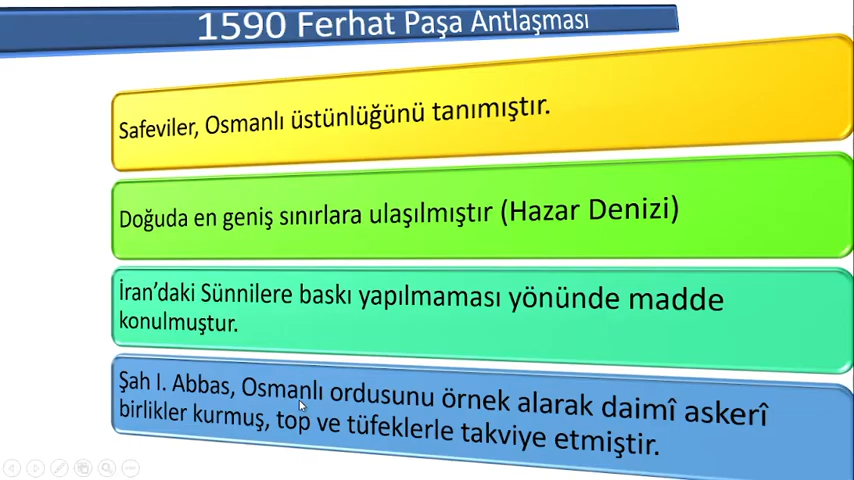 1590 Ferhat Paşa Antlaşması
Safeviler, Osmanlı üstünlüğünü tanımıştır.
Doğuda en geniş sınırlara ulaşılmıştır (Hazar Denizi)
İran’daki Sünnilere baskı yapılmaması yönünde madde
konulmuştur.
Şah I. Abbas, Osmanlı ordusunu örnek alarak daimî askerî
birlikler kurmuş, top ve tüfeklerle takviye etmiştir.